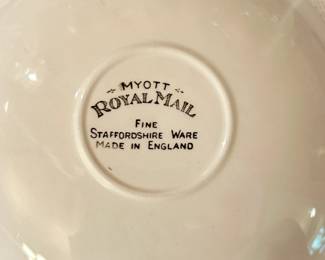 MYOTT
ROYAL MAIL
FINE
STAFFORDSHIRE WARE
MADE IN ENGLAND